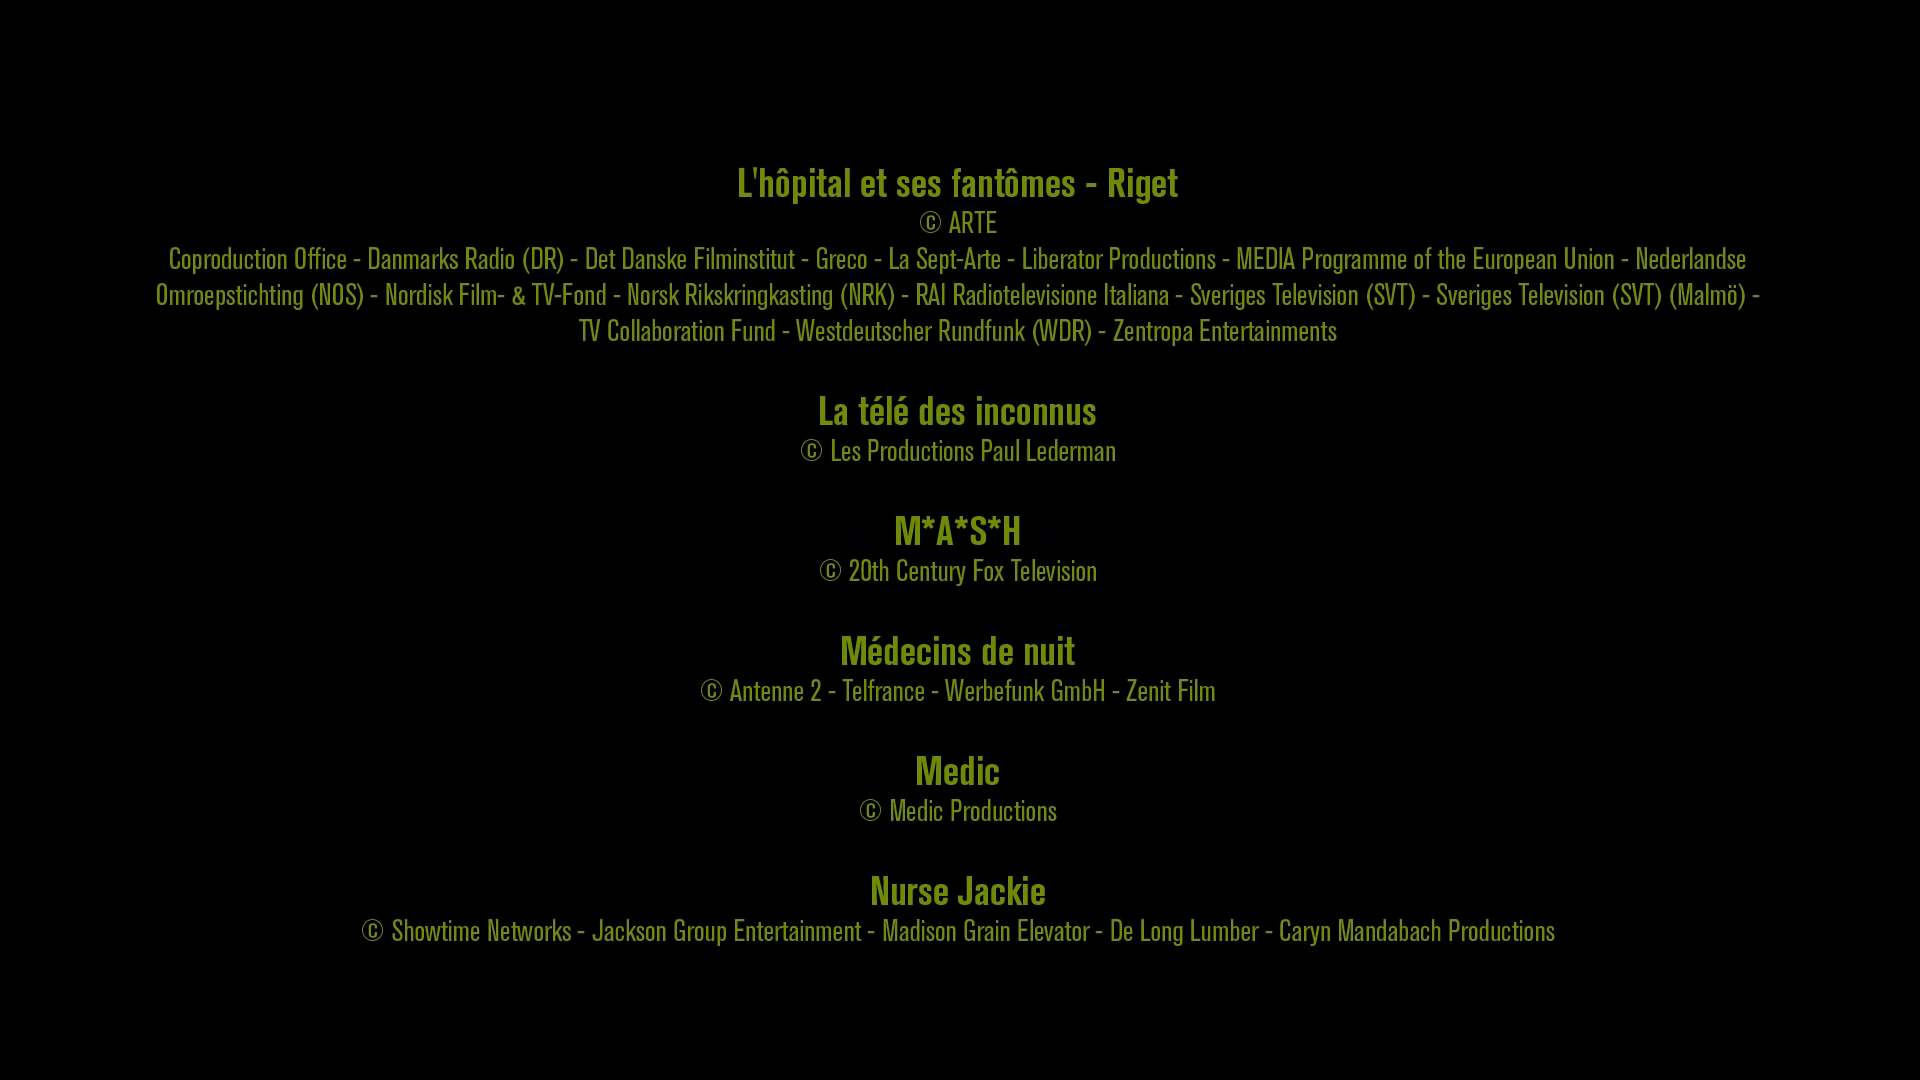 L'hôpital et ses fantômes - Riget
© ARTE
Coproduction Office - Danmarks Radio (DR) - Det Danske Filminstitut - Greco - La Sept-Arte - Liberator Productions - MEDIA Programme of the European Union - Nederlandse
Omroepstichting (NOS) - Nordisk Film- & TV-Fond - Norsk Rikskringkasting (NRK) - RAI Radiotelevisione Italiana - Sveriges Television (SVT) - Sveriges Television (SVT) (Malmö) -
TV Collaboration Fund - Westdeutscher Rundfunk (WDR) - Zentropa Entertainments
La télé des inconnus
© Les Productions Paul Lederman
M*A*S*H
© 20th Century Fox Television
Médecins de nuit
© Antenne 2 - Telfrance - Werbefunk GmbH - Zenit Film
Medic
© Medic Productions
Nurse Jackie
© Showtime Networks - Jackson Group Entertainment - Madison Grain Elevator - De Long Lumber - Caryn Mandabach Productions